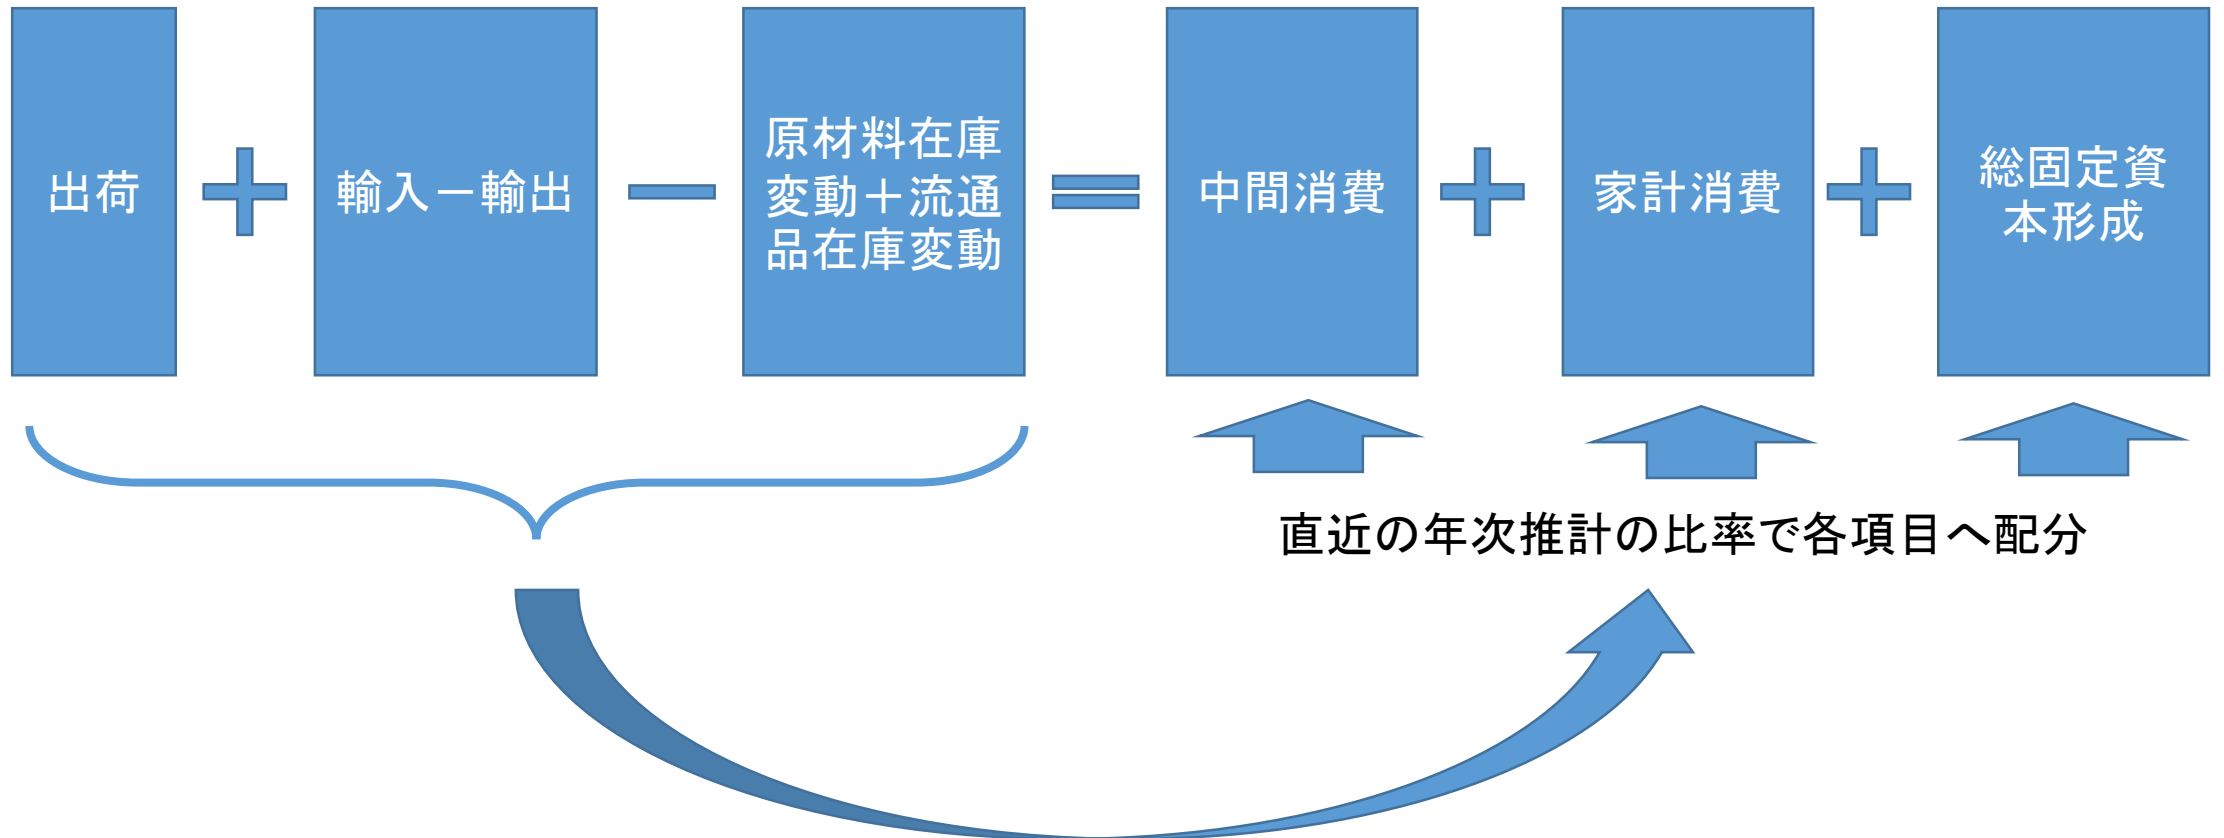 出荷
輸入－輸出
原材料在庫
変動＋流通
品在庫変動
中間消費
家計消費
総固定資
本形成
直近の年次推計の比率で各項目へ配分